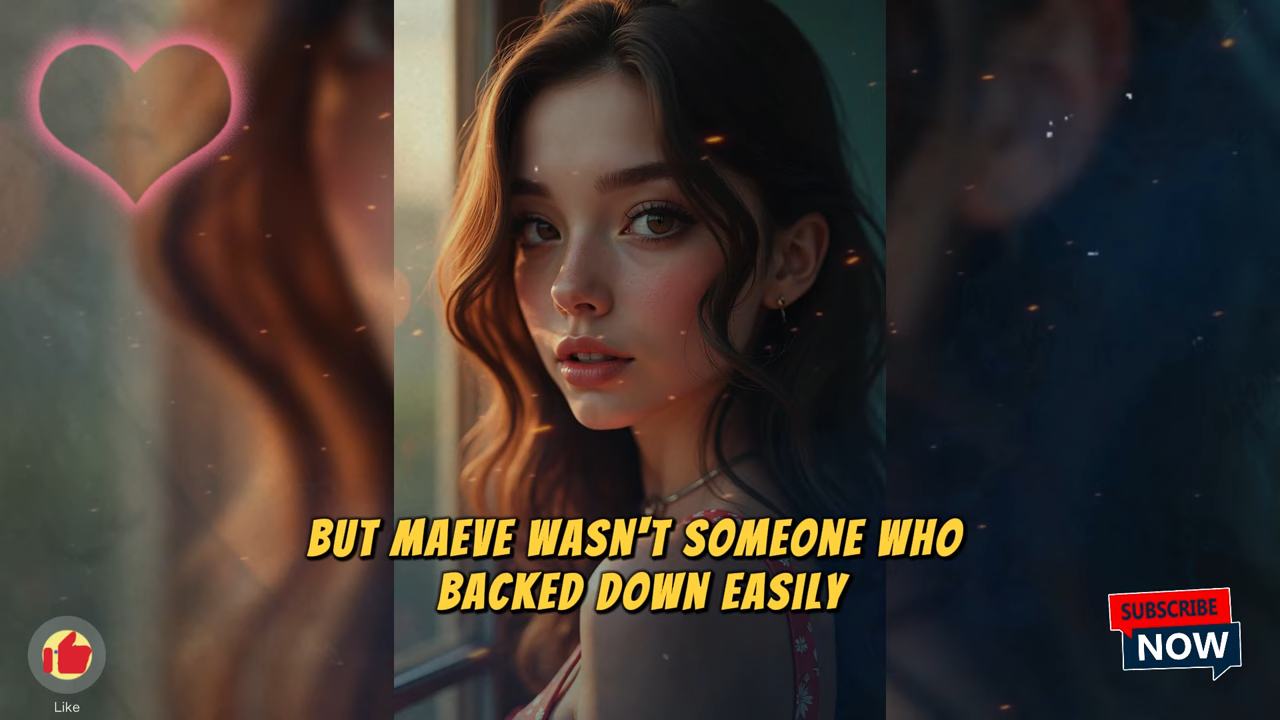 BUT MAEVE WASN'T SOMEONE WHO
BACKED DOWN EASILY
SUBSCRIBE
NOW
Like